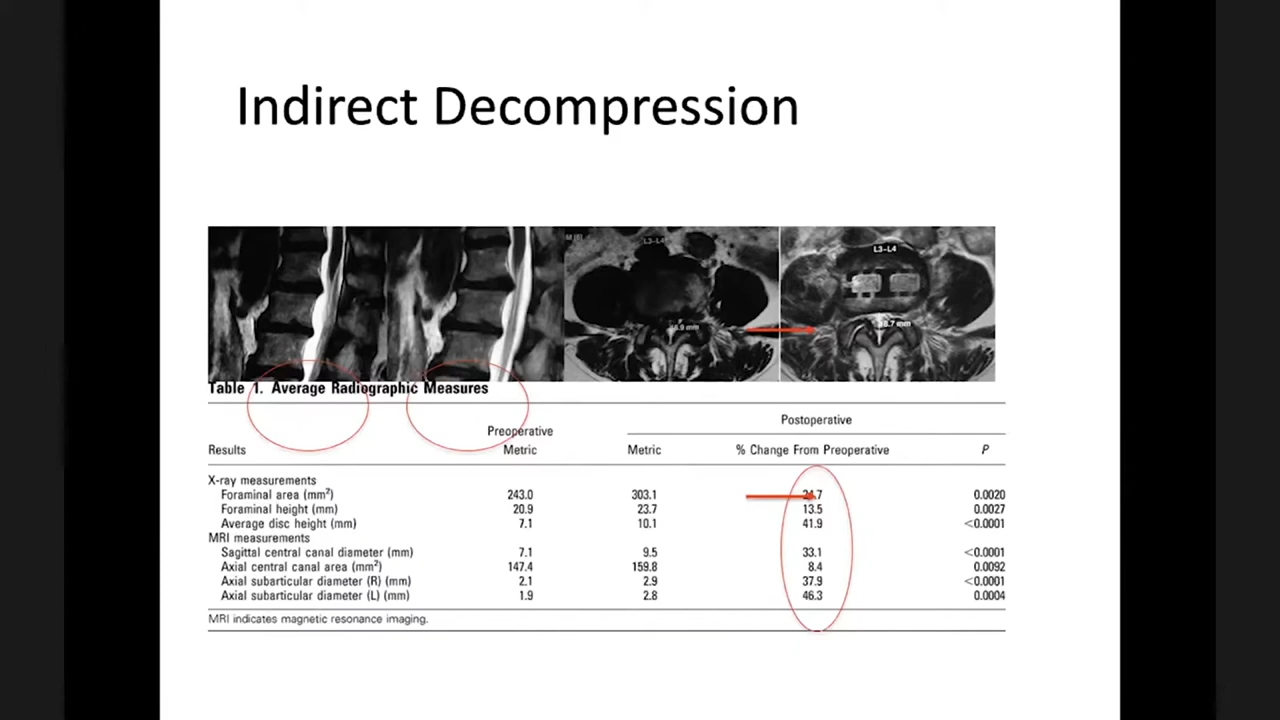 Indirect Decompression
L3-L4
L3-L4
Table 1. Average Radiographic Measures
Postoperative
Preoperative
Results Metric Metric % Change From Preoperative P
X-ray measurements
Foraminal area (mm²) 243.0 303.1 0.0020
Foraminal height (mm) 20.9 23.7 13.5 0.0027
Average disc height (mm) 7.1 10.1 41.9 <0.0001
MRI measurements
Sagittal central canal diameter (mm) 7.1 9.5 33.1 <0.0001
Axial central canal area (mm²) 147.4 159.8 8.4 0.0092
Axial subarticular diameter (R) (mm) 2.1 2.9 37.9 <0.0001
Axial subarticular diameter (L) (mm) 1.9 2.8 46.3 0.0004
MRI indicates magnetic resonance imaging.